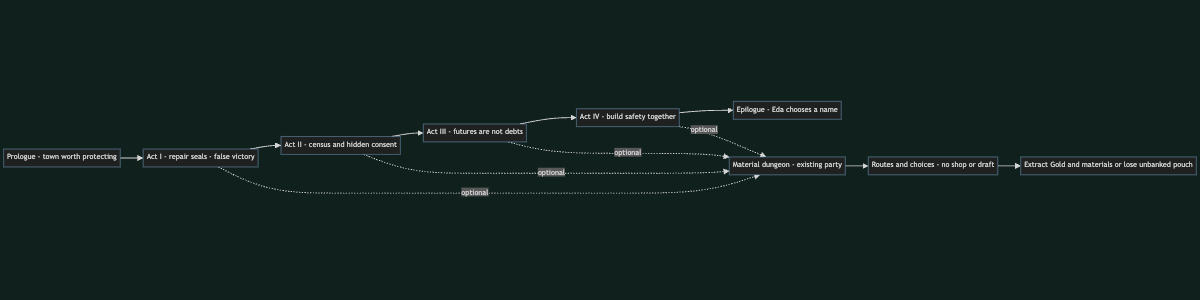 Prologue - town worth protecting
Act I - repair seals - false victory
Act II - census and hidden consent
Act III - futures are not debts
Act IV - build safety together
Epilogue - Eda chooses a name
optional
optional
optional
optional
Material dungeon - existing party
Routes and choices - no shop or draft
Extract Gold and materials or lose unbanked pouch